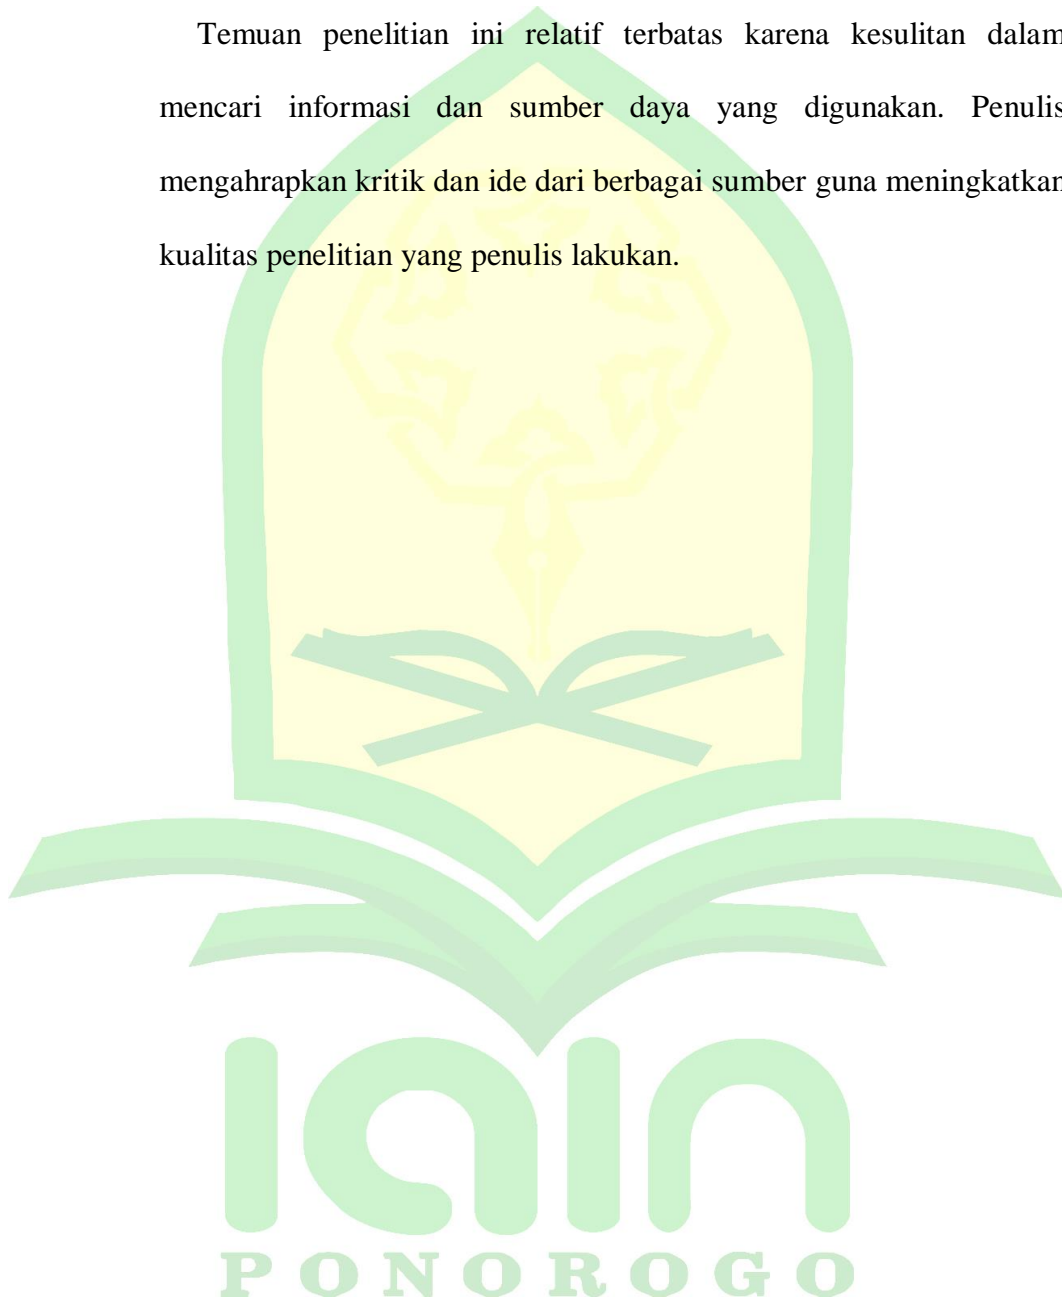 Temuan penelitian ini relatif terbatas karena kesulitan dalam
mencari informasi dan sumber daya yang digunakan. Penulis
mengahrapkan kritik dan ide dari berbagai sumber guna meningkatkan
kualitas penelitian yang penulis lakukan.
iain
PONOROGO